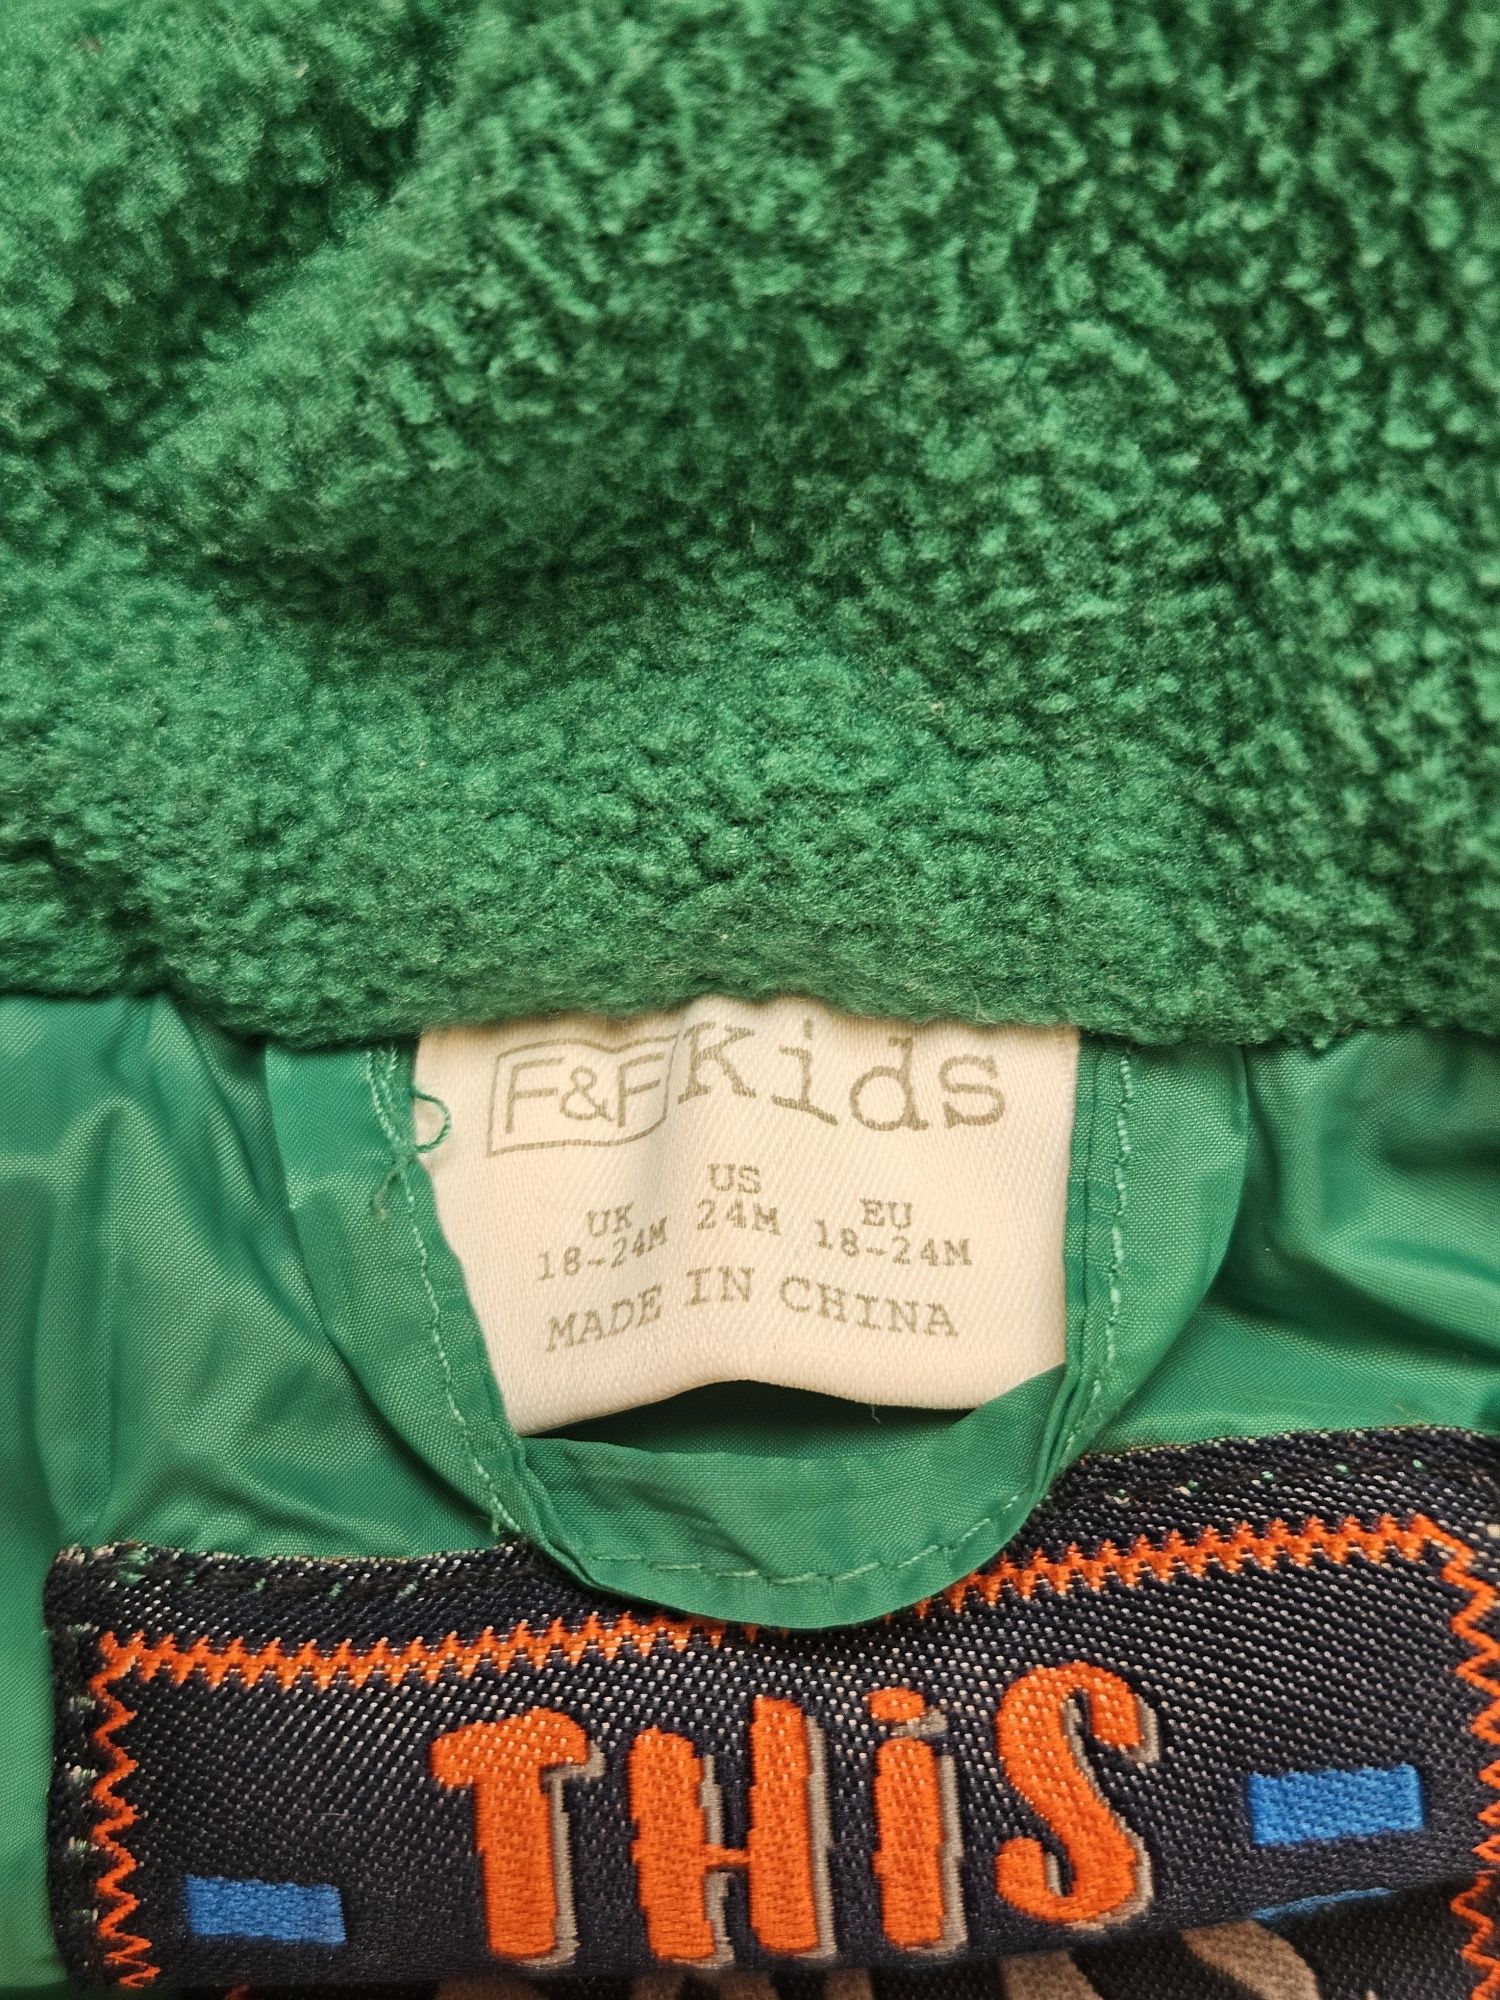 F&F Kids
UK US EU
18-24M 24M 18-24M
MADE IN CHINA
THiS